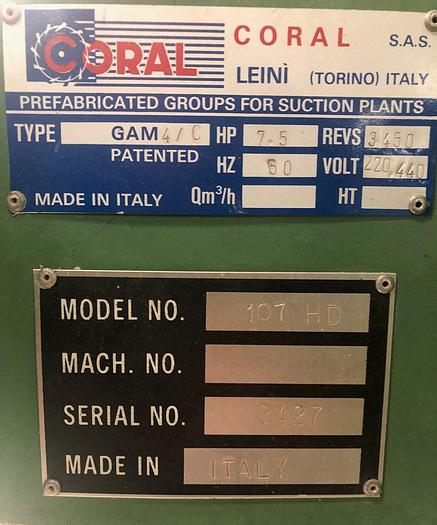 CORAL
CORAL S.A.S.
LEINÌ (TORINO) ITALY
PREFABRICATED GROUPS FOR SUCTION PLANTS
TYPE GAM 4/C HP 7.5 REVS 3450
PATENTED HZ 60 VOLT 220/440
MADE IN ITALY Qm³/h HT
MODEL NO. 107 HD
MACH. NO.
SERIAL NO. 3427
MADE IN ITALY